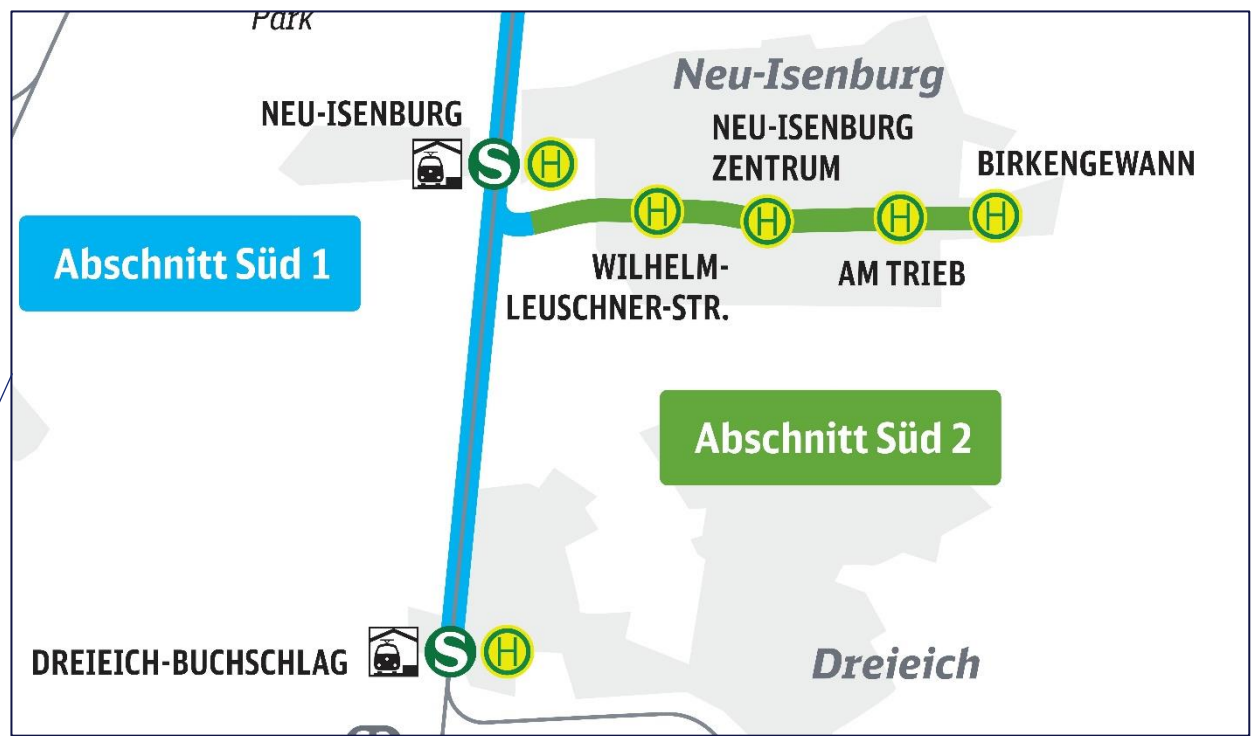 Park
Neu-Isenburg
NEU-ISENBURG
S H
NEU-ISENBURG
ZENTRUM
BIRKENGEWANN
H
H
H
H
WILHELM-
LEUSCHNER-STR.
AM TRIEB
Abschnitt Süd 1
Abschnitt Süd 2
DREIEICH-BUCHSCHLAG
S H
Dreieich